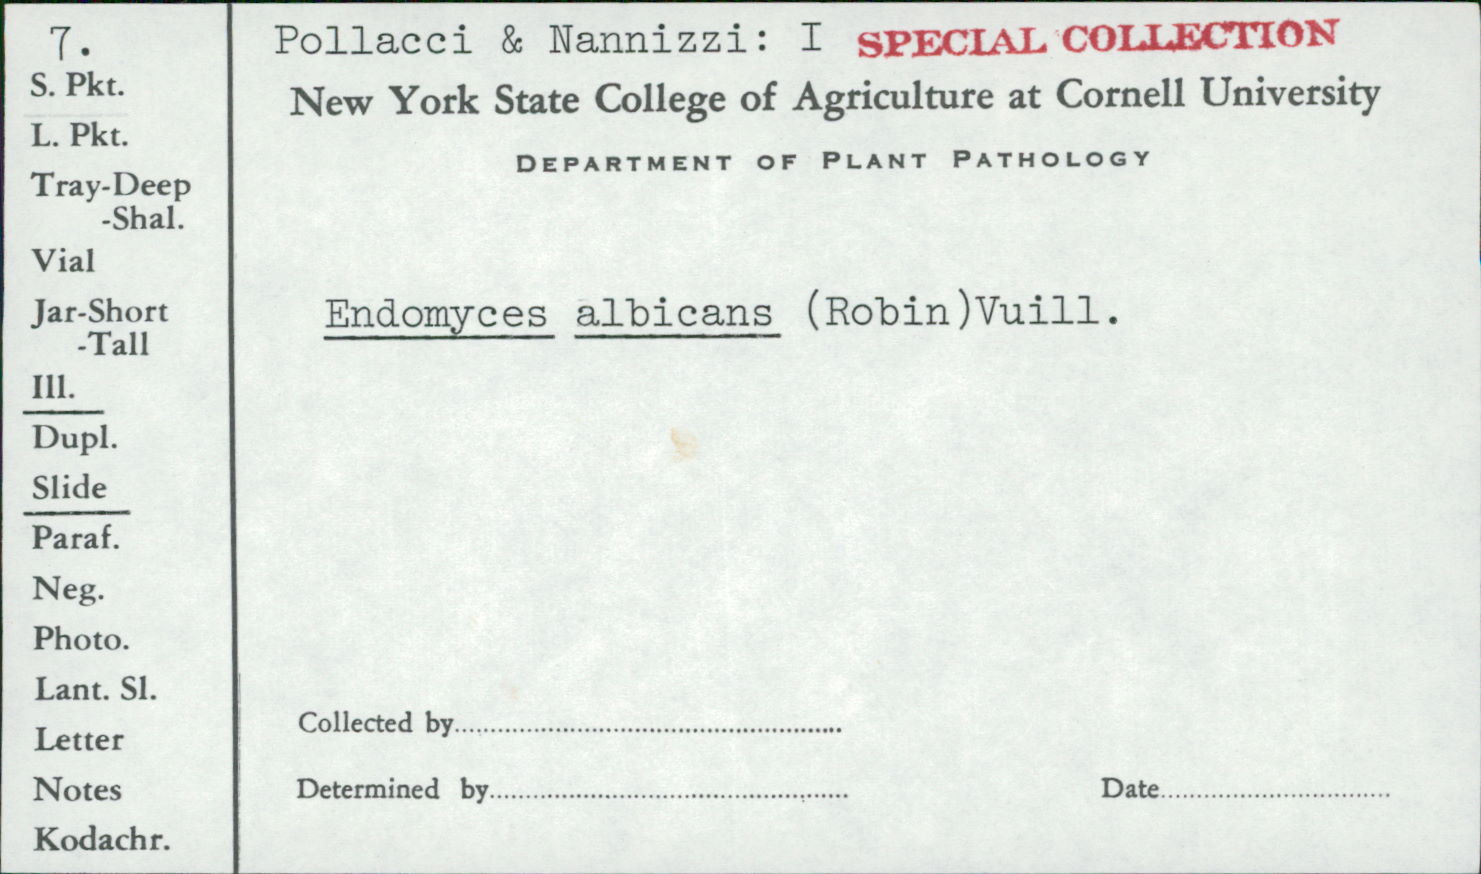 7.
S. Pkt.
L. Pkt.
Tray-Deep
-Shal.
Vial
Jar-Short
-Tall
Ill.
Dupl.
Slide
Paraf.
Neg.
Photo.
Lant. Sl.
Letter
Notes
Kodachr.
Pollacci & Nannizzi: I SPECIAL COLLECTION
New York State College of Agriculture at Cornell University
DEPARTMENT OF PLANT PATHOLOGY
Endomyces albicans (Robin)Vuill.
Collected by
Determined by
Date